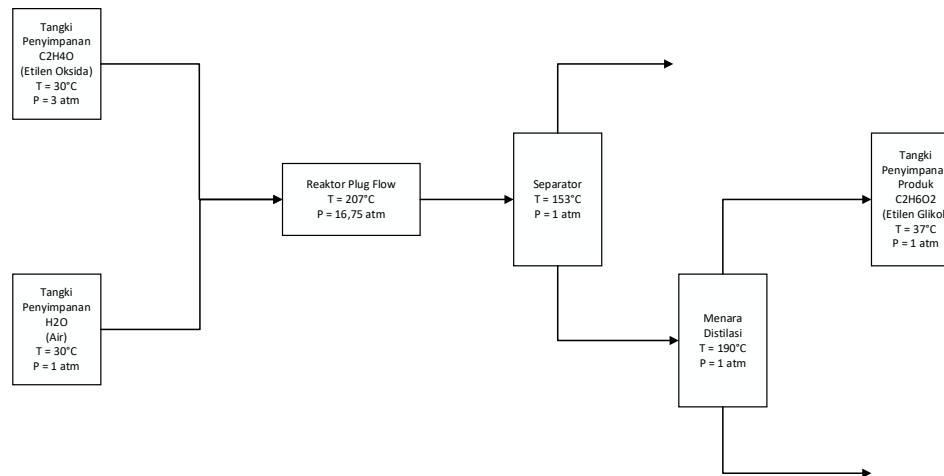 Tangki
Penyimpanan
C2H4O
(Etilen Oksida)
T = 30°C
P = 3 atm
Tangki
Penyimpanan
H2O
(Air)
T = 30°C
P = 1 atm
Reaktor Plug Flow
T = 207°C
P = 16,75 atm
Separator
T = 153°C
P = 1 atm
Menara
Distilasi
T = 190°C
P = 1 atm
Tangki
Penyimpanan
Produk
C2H6O2
(Etilen Glikol
T = 37°C
P = 1 atm